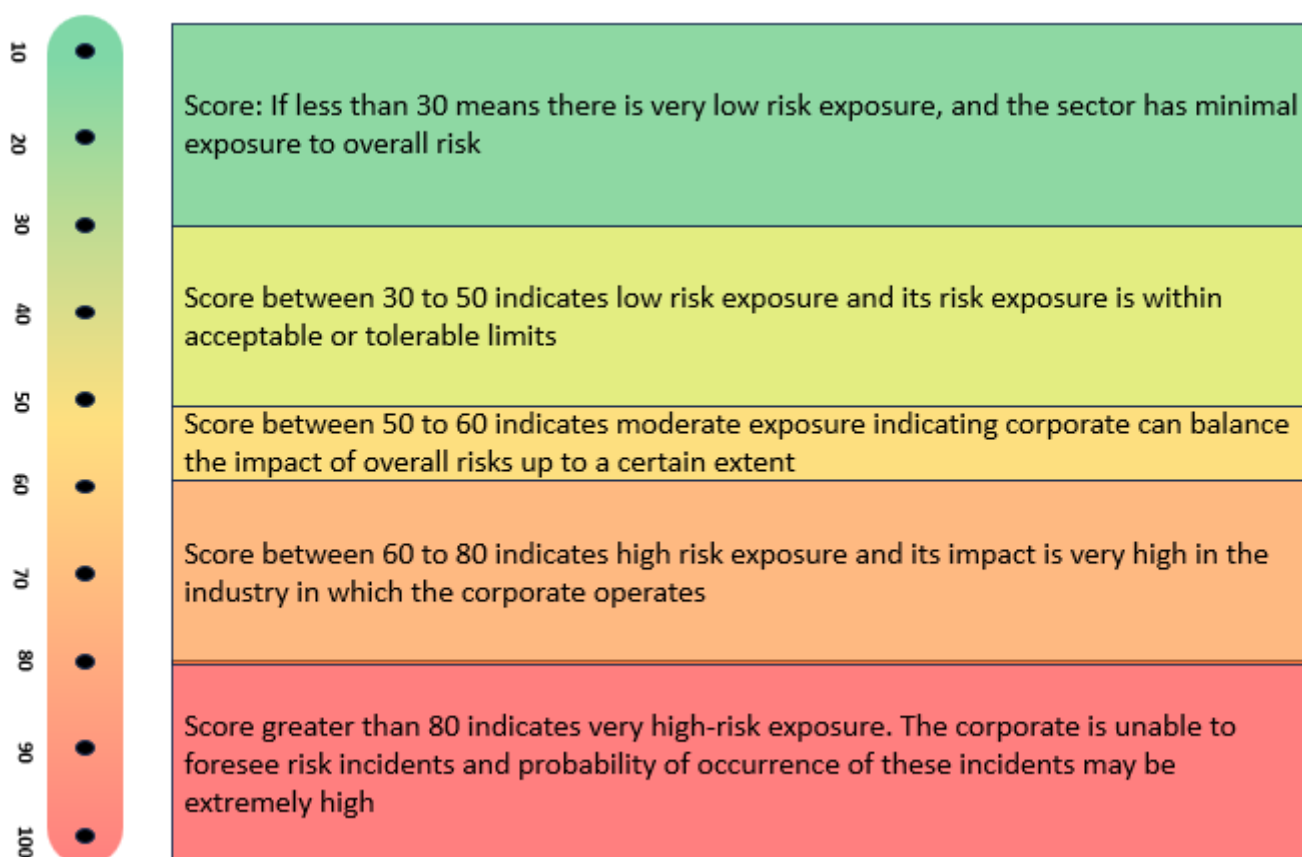 10
20
30
40
50
60
70
80
90
100
Score: If less than 30 means there is very low risk exposure, and the sector has minimal
exposure to overall risk
Score between 30 to 50 indicates low risk exposure and its risk exposure is within
acceptable or tolerable limits
Score between 50 to 60 indicates moderate exposure indicating corporate can balance
the impact of overall risks up to a certain extent
Score between 60 to 80 indicates high risk exposure and its impact is very high in the
industry in which the corporate operates
Score greater than 80 indicates very high-risk exposure. The corporate is unable to
foresee risk incidents and probability of occurrence of these incidents may be
extremely high